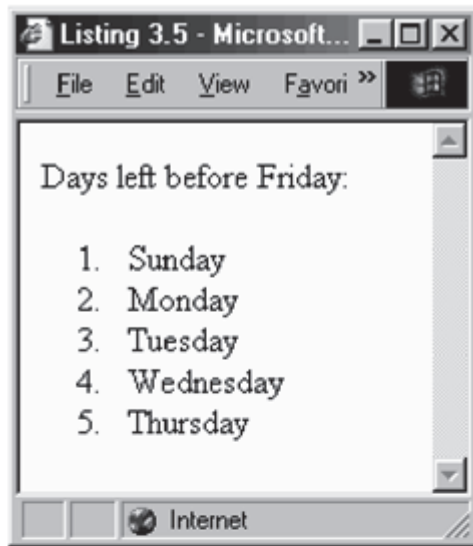 Listing 3.5 - Microsoft...
File Edit View Favori »
Days left before Friday:
1. Sunday
2. Monday
3. Tuesday
4. Wednesday
5. Thursday
Internet